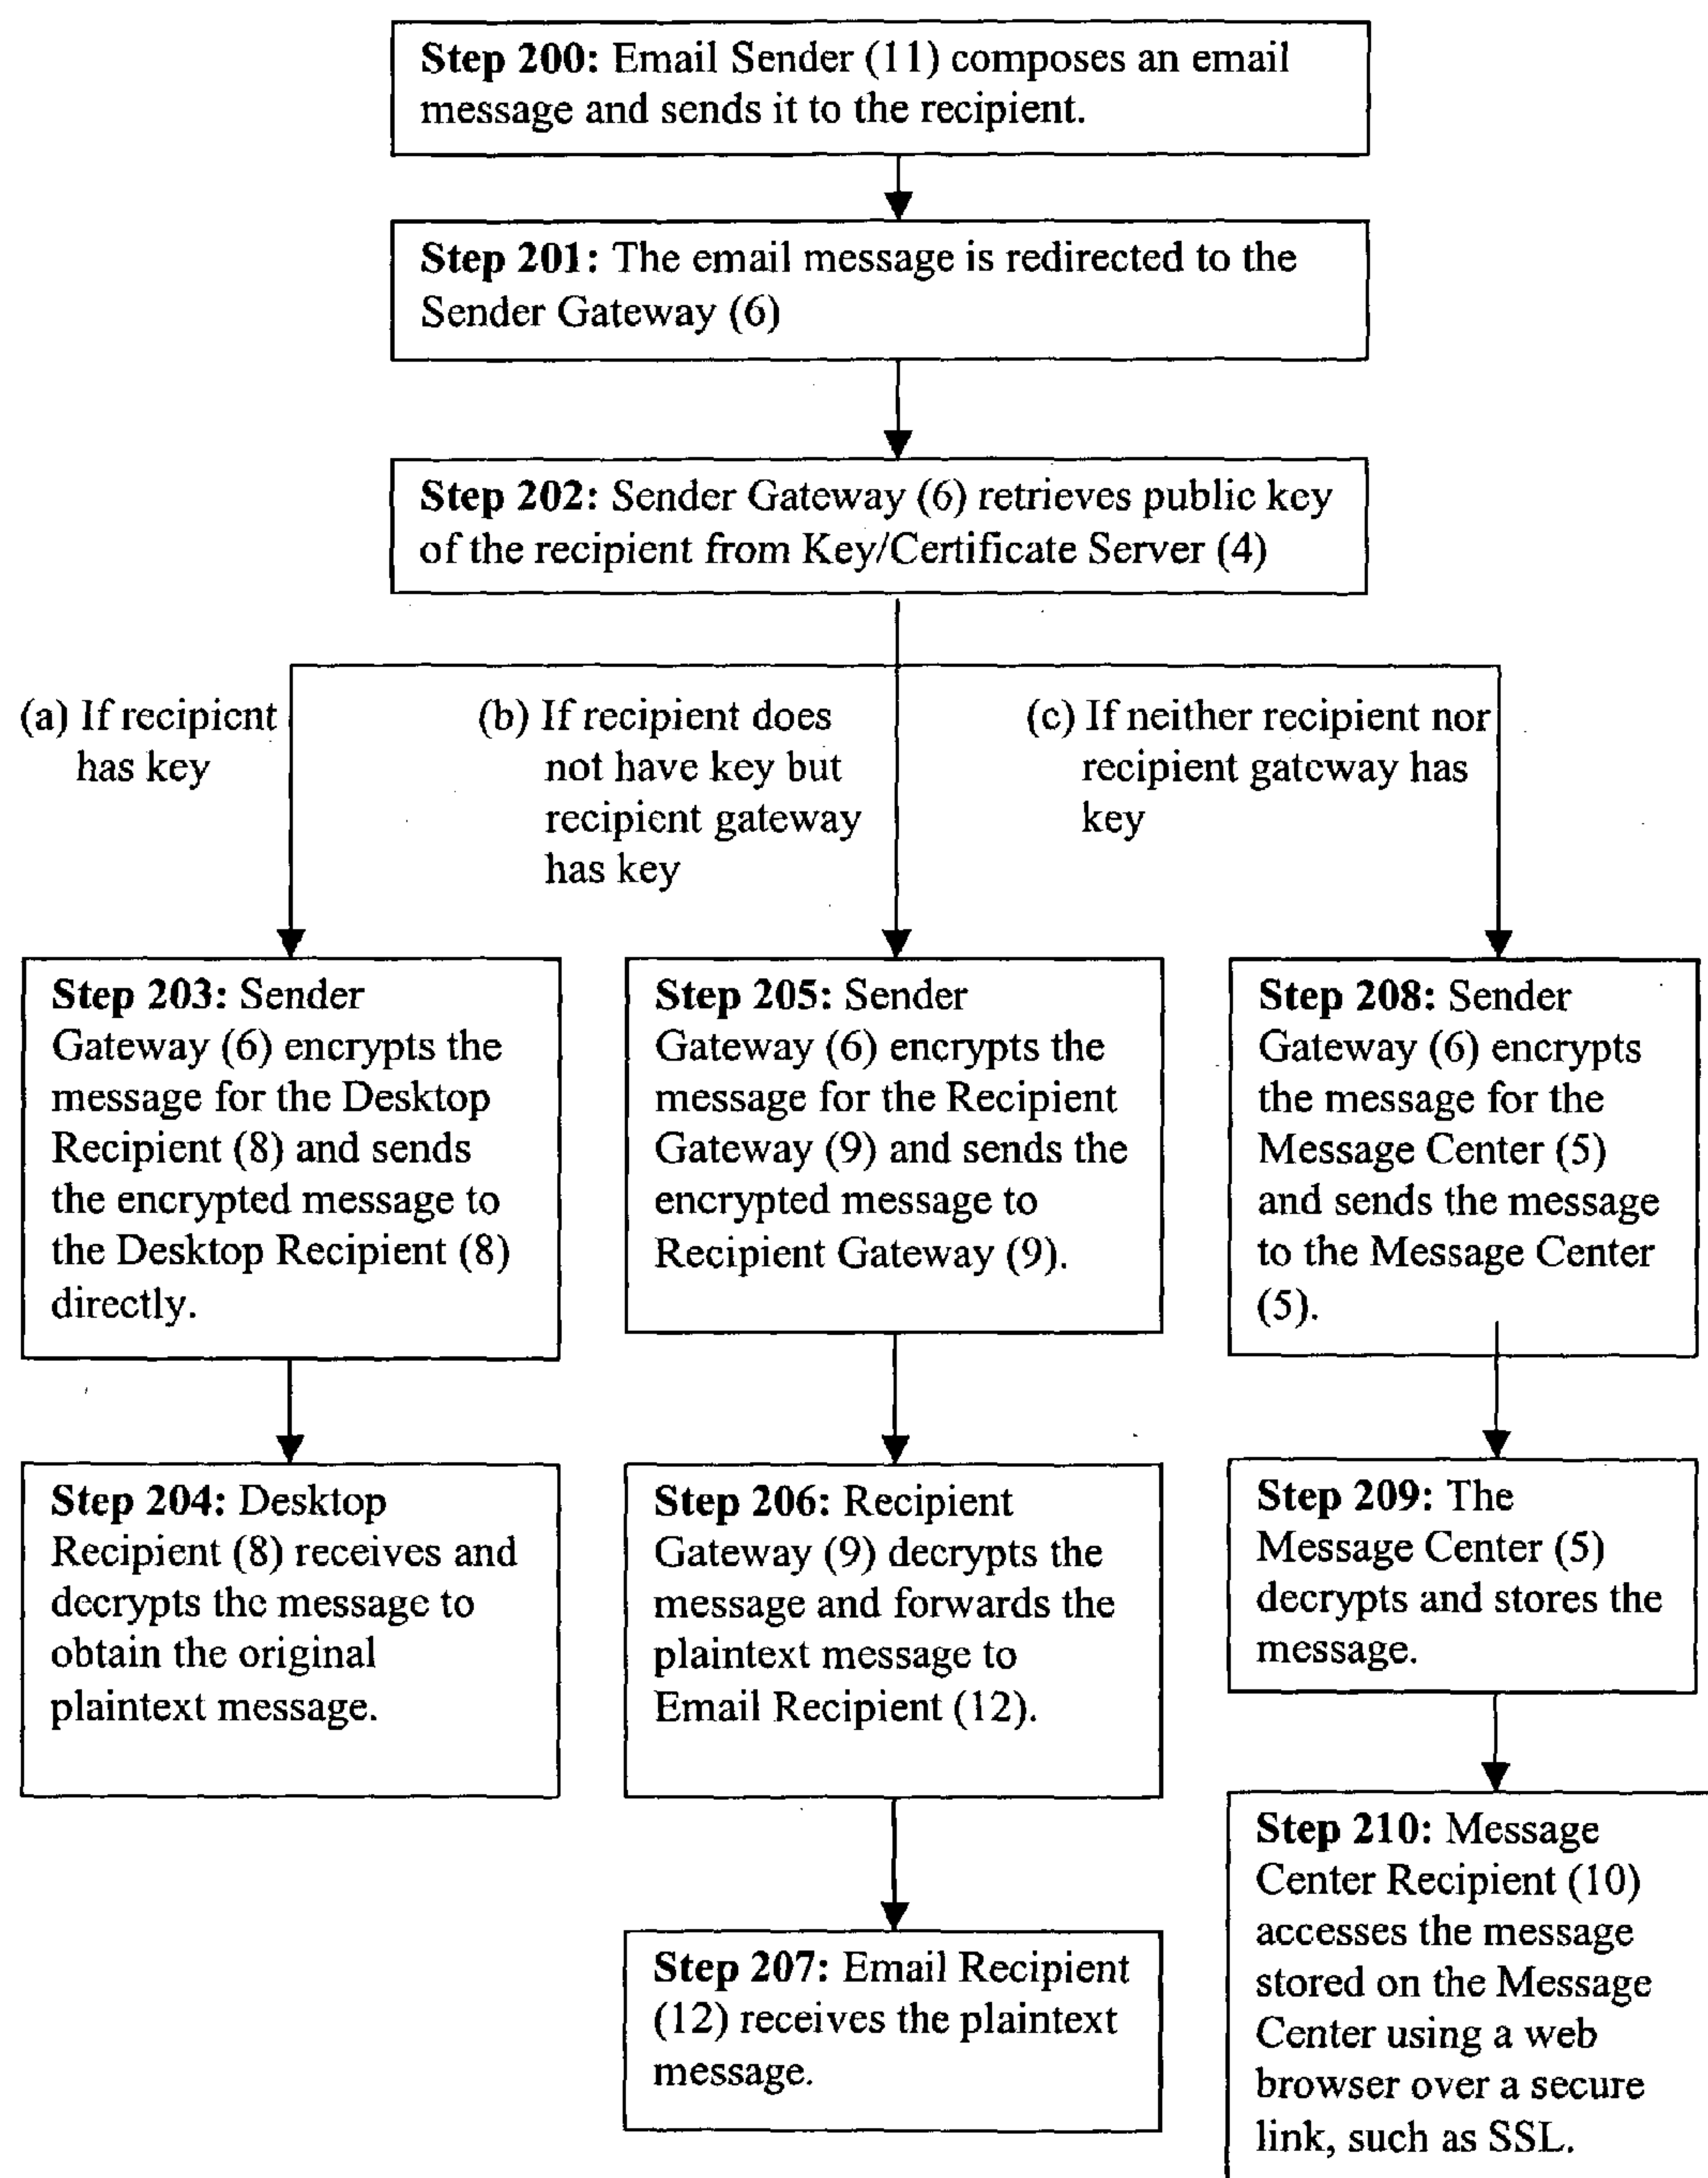 Step 200: Email Sender (11) composes an email
message and sends it to the recipient.
Step 201: The email message is redirected to the
Sender Gateway (6)
Step 202: Sender Gateway (6) retrieves public key
of the recipient from Key/Certificate Server (4)
(a) If recipient
has key
(b) If recipient does
not have key but
recipient gateway
has key
(c) If neither recipient nor
recipient gateway has
key
Step 203: Sender
Gateway (6) encrypts the
message for the Desktop
Recipient (8) and sends
the encrypted message to
the Desktop Recipient (8)
directly.
Step 205: Sender
Gateway (6) encrypts the
message for the Recipient
Gateway (9) and sends the
encrypted message to
Recipient Gateway (9).
Step 208: Sender
Gateway (6) encrypts
the message for the
Message Center (5)
and sends the message
to the Message Center
(5).
Step 204: Desktop
Recipient (8) receives and
decrypts the message to
obtain the original
plaintext message.
Step 206: Recipient
Gateway (9) decrypts the
message and forwards the
plaintext message to
Email Recipient (12).
Step 209: The
Message Center (5)
decrypts and stores the
message.
Step 207: Email Recipient
(12) receives the plaintext
message.
Step 210: Message
Center Recipient (10)
accesses the message
stored on the Message
Center using a web
browser over a secure
link, such as SSL.